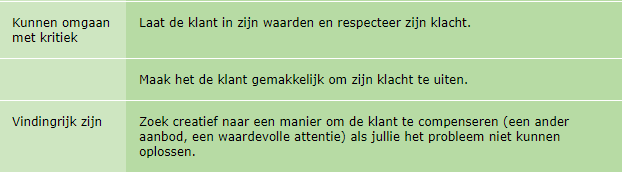 Kunnen omgaan
met kritiek
Laat de klant in zijn waarden en respecteer zijn klacht.
Maak het de klant gemakkelijk om zijn klacht te uiten.
Vindingrijk zijn
Zoek creatief naar een manier om de klant te compenseren (een ander
aanbod, een waardevolle attentie) als jullie het probleem niet kunnen
oplossen.